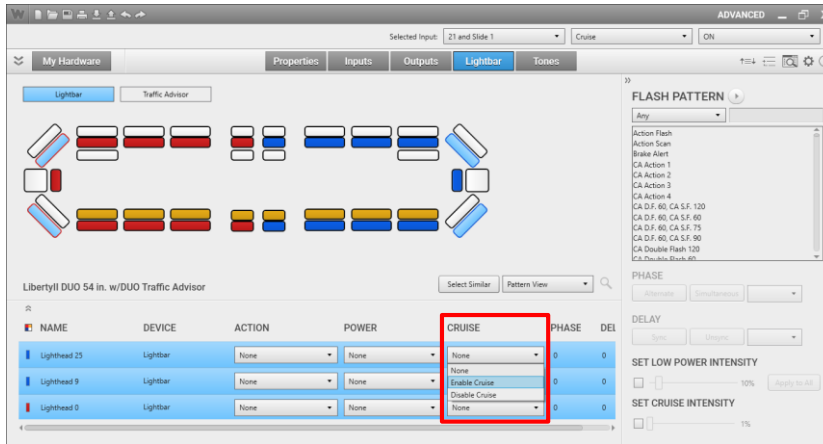 W ADVANCED
Selected Input: 21 and Slide 1 Cruise ON
My Hardware Properties Inputs Outputs Lightbar Tones
Lightbar Traffic Advisor
FLASH PATTERN
Any
Action Flash
Action Scan
Brake Alert
CA Action 1
CA Action 2
CA Action 3
CA Action 4
CA D.F. 60, CA S.F. 120
CA D.F. 60, CA S.F. 60
CA D.F. 60, CA S.F. 75
CA D.F. 60, CA S.F. 90
CA Double Flash 120
CA Double Flash 60
LibertyII DUO 54 in. w/DUO Traffic Advisor Select Similar Pattern View
PHASE
Alternate Simultaneous
DELAY
Sync Unsync
NAME DEVICE ACTION POWER CRUISE PHASE DEL
Lighthead 25 Lightbar None None None 0 0
None
Enable Cruise
Disable Cruise
Lighthead 9 Lightbar None None 0 0
Lighthead 0 Lightbar None None None 0 0
SET LOW POWER INTENSITY
10% Apply to All
SET CRUISE INTENSITY
1%